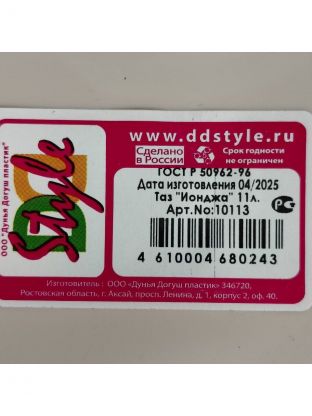 www.ddstyle.ru
Сделано
в России
Срок годности
не ограничен
ООО "Дунья Догуш пластик"
Style
ГОСТ Р 50962-96
Дата изготовления 04/2025
Таз "Йонджа" 11л.
Арт.No:10113
4 610004 680243
Изготовитель : ООО «Дунья Догуш пластик» 346720,
Ростовская область, г. Аксай, просп. Ленина, д. 1, корпус 2, оф. 40.